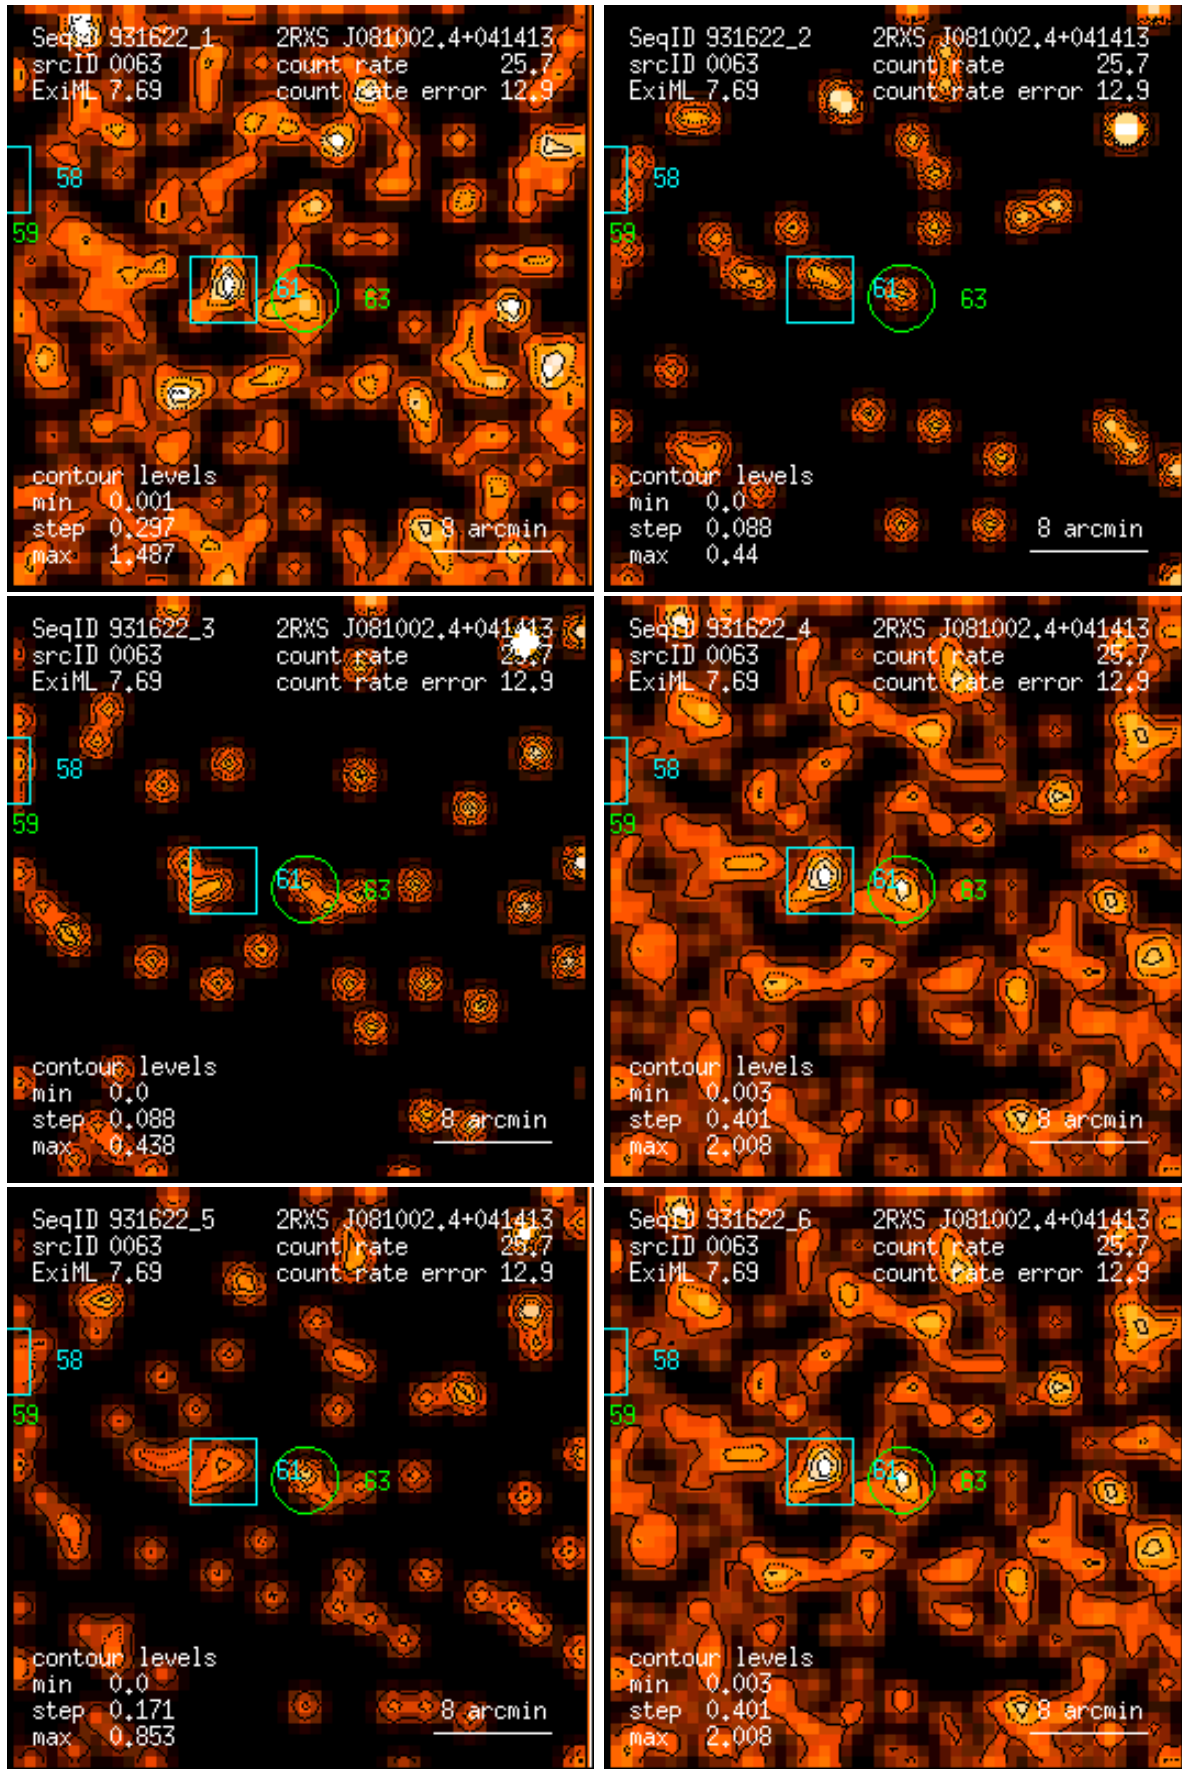 SeqID 931622_1 2RXS J081002.4+041413
srcID 0063 count rate 25.7
ExiML 7.69 count rate error 12.9
58
59
61 63
contour levels
min 0.001
step 0.297 8 arcmin
max 1.487
SeqID 931622_2 2RXS J081002.4+041413
srcID 0063 count rate 25.7
ExiML 7.69 count rate error 12.9
58
59
61 63
contour levels
min 0.0
step 0.088 8 arcmin
max 0.44
SeqID 931622_3 2RXS J081002.4+041413
srcID 0063 count rate 25.7
ExiML 7.69 count rate error 12.9
58
59
61 63
contour levels
min 0.0
step 0.088 8 arcmin
max 0.438
SeqID 931622_4 2RXS J081002.4+041413
srcID 0063 count rate 25.7
ExiML 7.69 count rate error 12.9
58
59
61 63
contour levels
min 0.003
step 0.401 8 arcmin
max 2.008
SeqID 931622_5 2RXS J081002.4+041413
srcID 0063 count rate 25.7
ExiML 7.69 count rate error 12.9
58
59
61 63
contour levels
min 0.0
step 0.171 8 arcmin
max 0.853
SeqID 931622_6 2RXS J081002.4+041413
srcID 0063 count rate 25.7
ExiML 7.69 count rate error 12.9
58
59
61 63
contour levels
min 0.003
step 0.401 8 arcmin
max 2.008